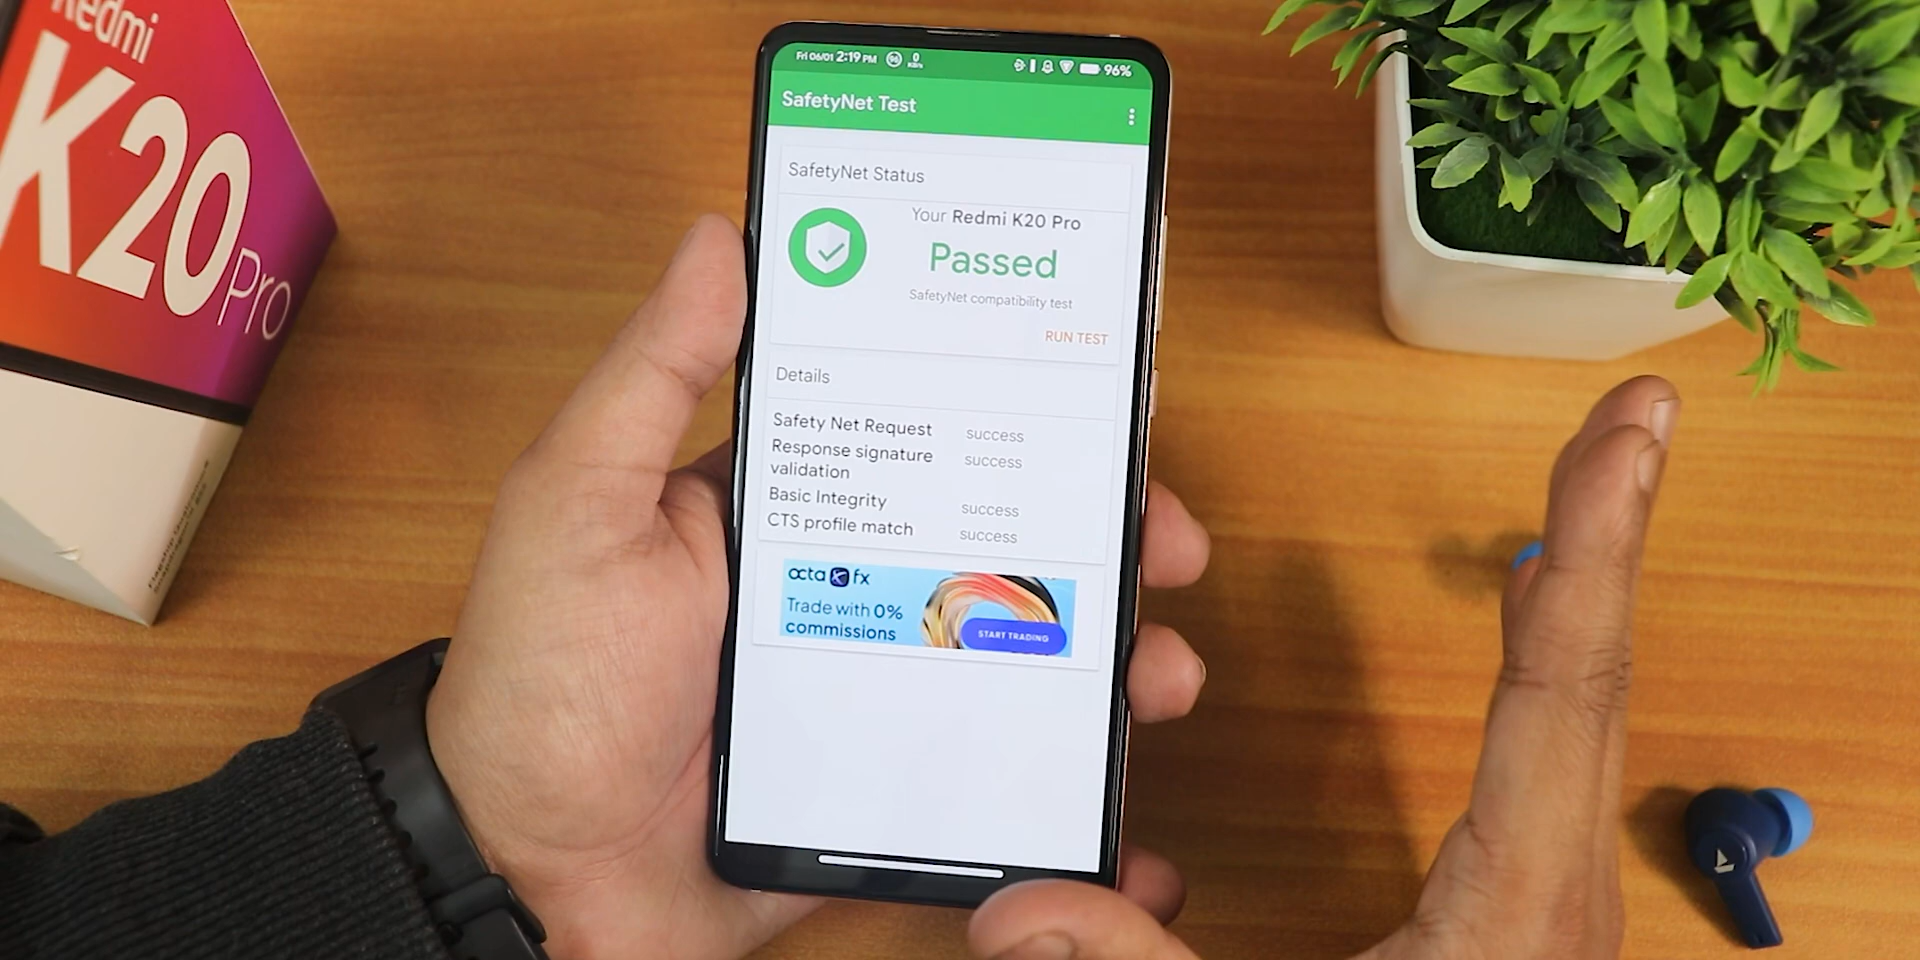 Redmi
K20 Pro
Fri 06/01 2:19 PM
0
96%
SafetyNet Test
SafetyNet Status
Your Redmi K20 Pro
Passed
SafetyNet compatibility test
RUN TEST
Details
Safety Net Request success
Response signature success
validation
Basic Integrity success
CTS profile match success
octa fx
Trade with 0%
commissions
START TRADING